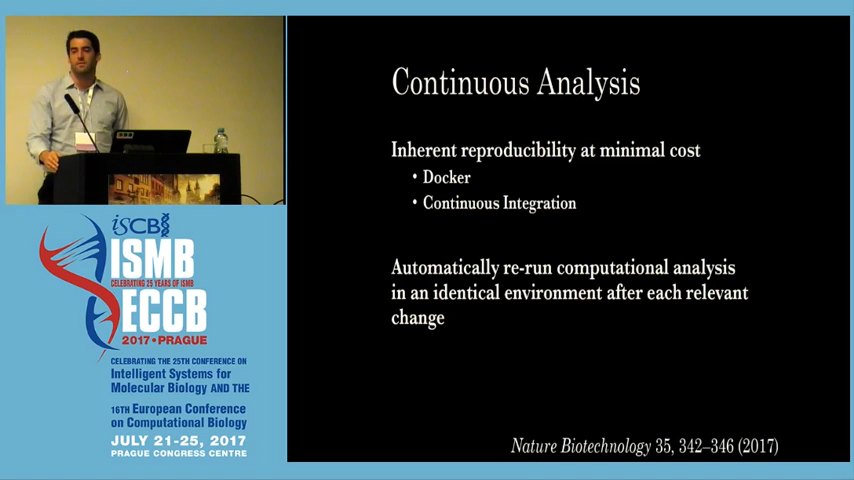 iSCB
ISMB
CELEBRATING 25 YEARS OF ISMB
ECCB
2017•PRAGUE
CELEBRATING THE 25TH CONFERENCE ON
Intelligent Systems for
Molecular Biology AND THE
16TH European Conference
on Computational Biology
JULY 21-25, 2017
PRAGUE CONGRESS CENTRE
Continuous Analysis
Inherent reproducibility at minimal cost
• Docker
• Continuous Integration
Automatically re-run computational analysis
in an identical environment after each relevant
change
Nature Biotechnology 35, 342–346 (2017)